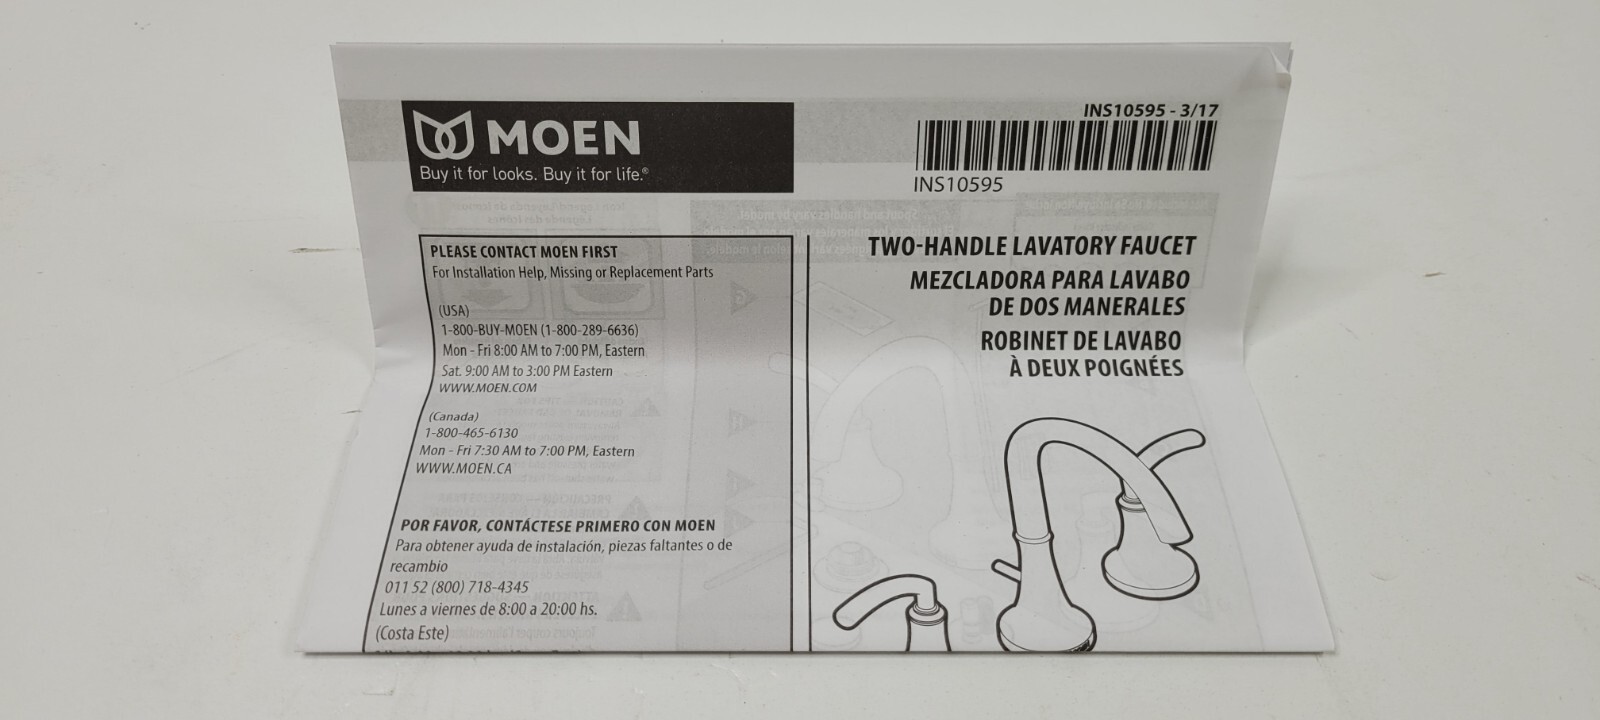 MOEN
Buy it for looks. Buy it for life.®
INS10595 - 3/17
INS10595
PLEASE CONTACT MOEN FIRST
For Installation Help, Missing or Replacement Parts
(USA)
1-800-BUY-MOEN (1-800-289-6636)
Mon - Fri 8:00 AM to 7:00 PM, Eastern
Sat. 9:00 AM to 3:00 PM Eastern
WWW.MOEN.COM
(Canada)
1-800-465-6130
Mon - Fri 7:30 AM to 7:00 PM, Eastern
WWW.MOEN.CA
POR FAVOR, CONTÁCTESE PRIMERO CON MOEN
Para obtener ayuda de instalación, piezas faltantes o de
recambio
011 52 (800) 718-4345
Lunes a viernes de 8:00 a 20:00 hs.
(Costa Este)
TWO-HANDLE LAVATORY FAUCET
MEZCLADORA PARA LAVABO
DE DOS MANERALES
ROBINET DE LAVABO
À DEUX POIGNÉES